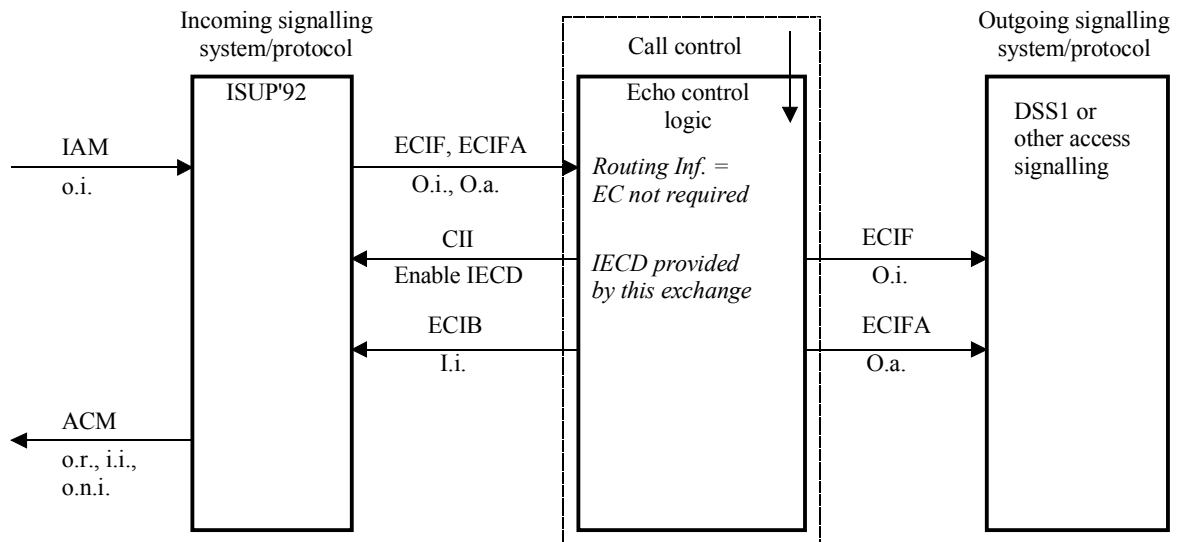 Incoming signalling
system/protocol
Call control
Outgoing signalling
system/protocol
ISUP'92
Echo control
logic
DSS1 or
other access
signalling
IAM
o.i.
ECIF, ECIFA
O.i., O.a.
Routing Inf. =
EC not required
CII
Enable IECD
IECD provided
by this exchange
ECIF
O.i.
ECIB
I.i.
ECIFA
O.a.
ACM
o.r., i.i.,
o.n.i.